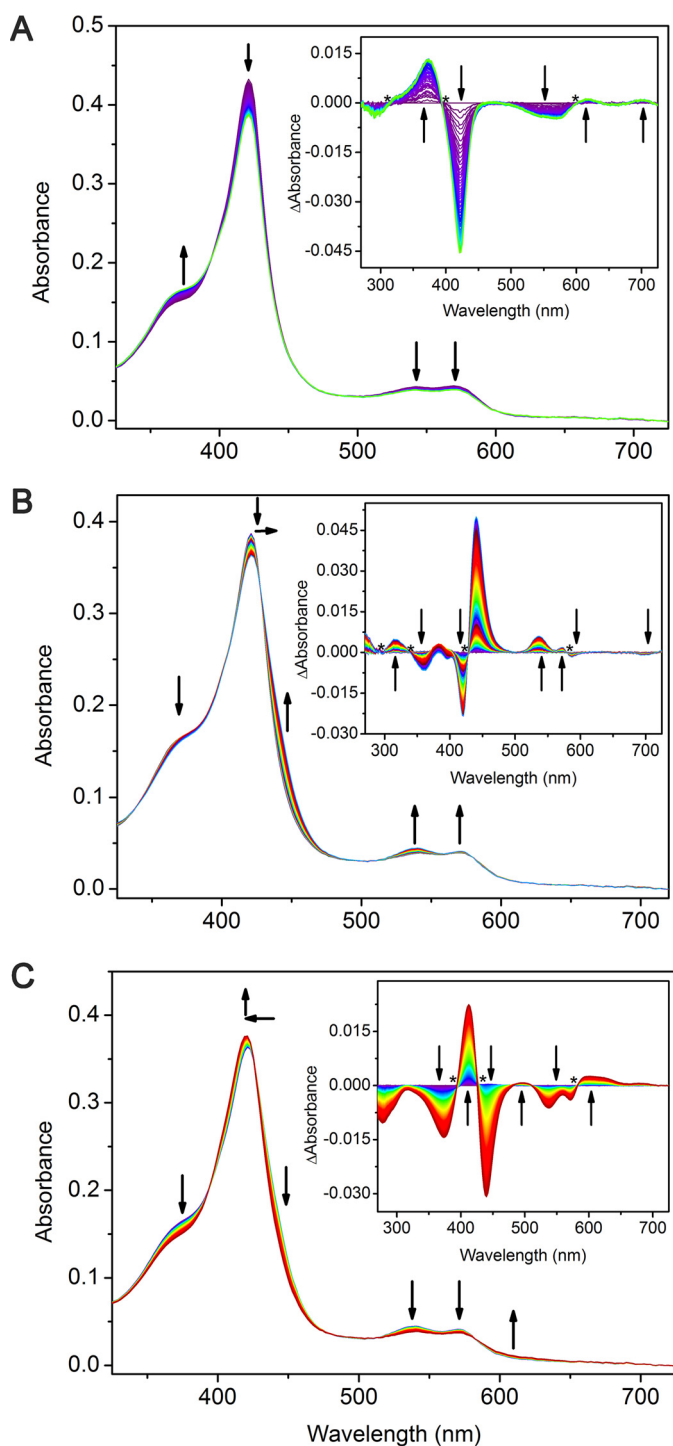 A
0.5
0.4
0.3
0.2
0.1
0.0
Absorbance
400 500 600 700
0.015
0.000
-0.015
-0.030
-0.045
ΔAbsorbance
* * *
300 400 500 600 700
Wavelength (nm)
B
0.4
0.3
0.2
0.1
0.0
Absorbance
400 500 600 700
0.045
0.030
0.015
0.000
-0.015
-0.030
ΔAbsorbance
* * * *
300 400 500 600 700
Wavelength (nm)
C
0.4
0.3
0.2
0.1
0.0
Absorbance
400 500 600 700
Wavelength (nm)
0.015
0.000
-0.015
-0.030
ΔAbsorbance
* * *
300 400 500 600 700
Wavelength (nm)